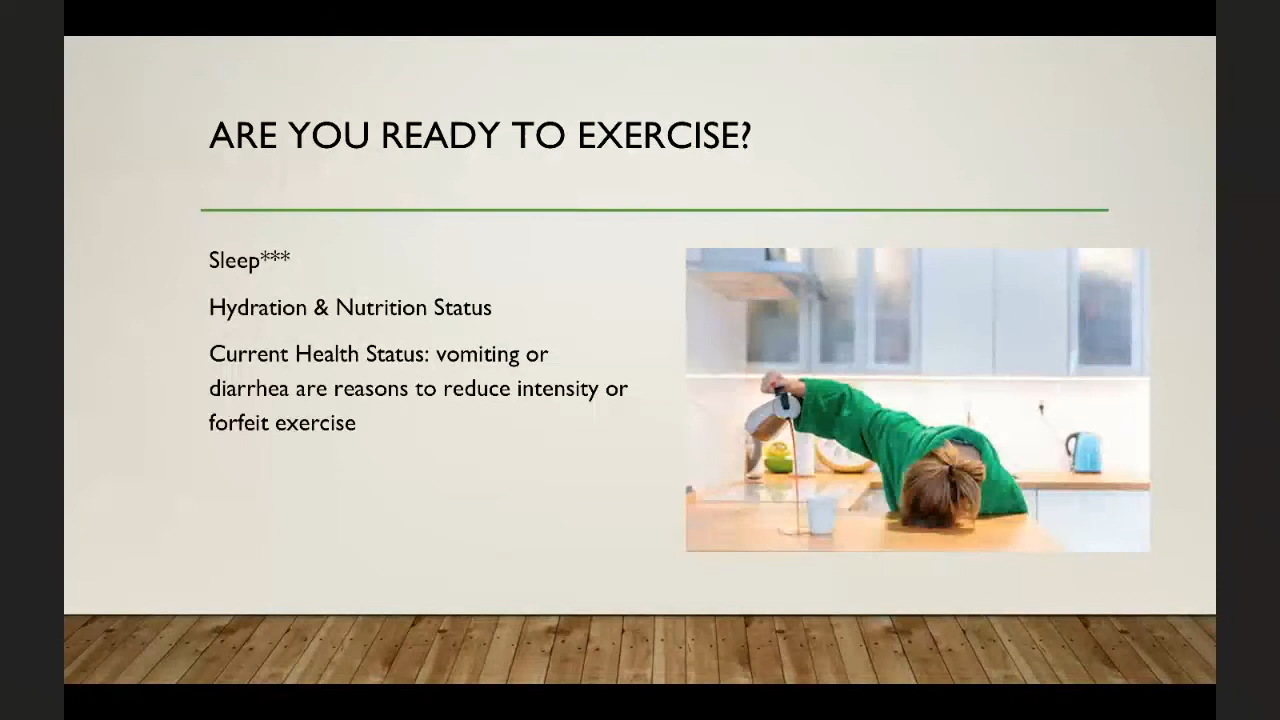 ARE YOU READY TO EXERCISE?
Sleep***
Hydration & Nutrition Status
Current Health Status: vomiting or
diarrhea are reasons to reduce intensity or
forfeit exercise